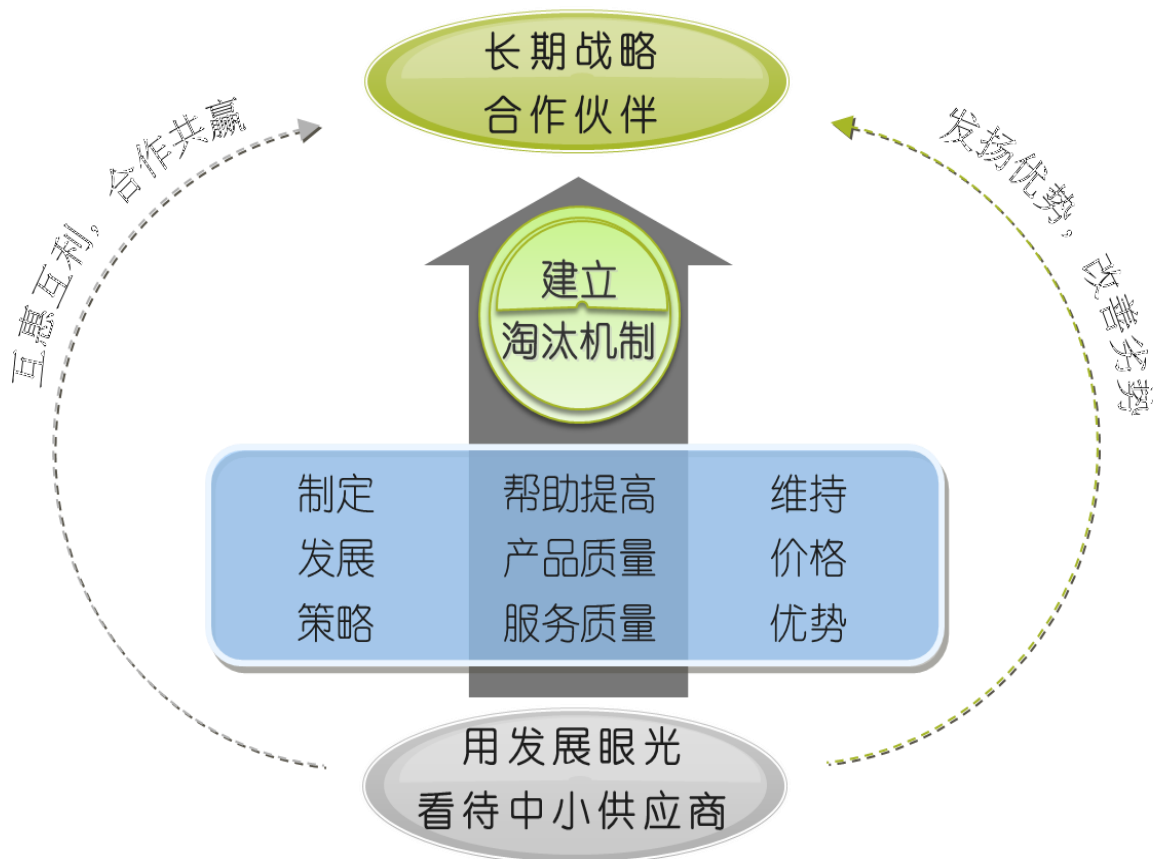 长期战略
合作伙伴
互惠互利，合作共赢
发扬优势，改善劣势
建立
淘汰机制
制定
发展
策略
帮助提高
产品质量
服务质量
维持
价格
优势
用发展眼光
看待中小供应商